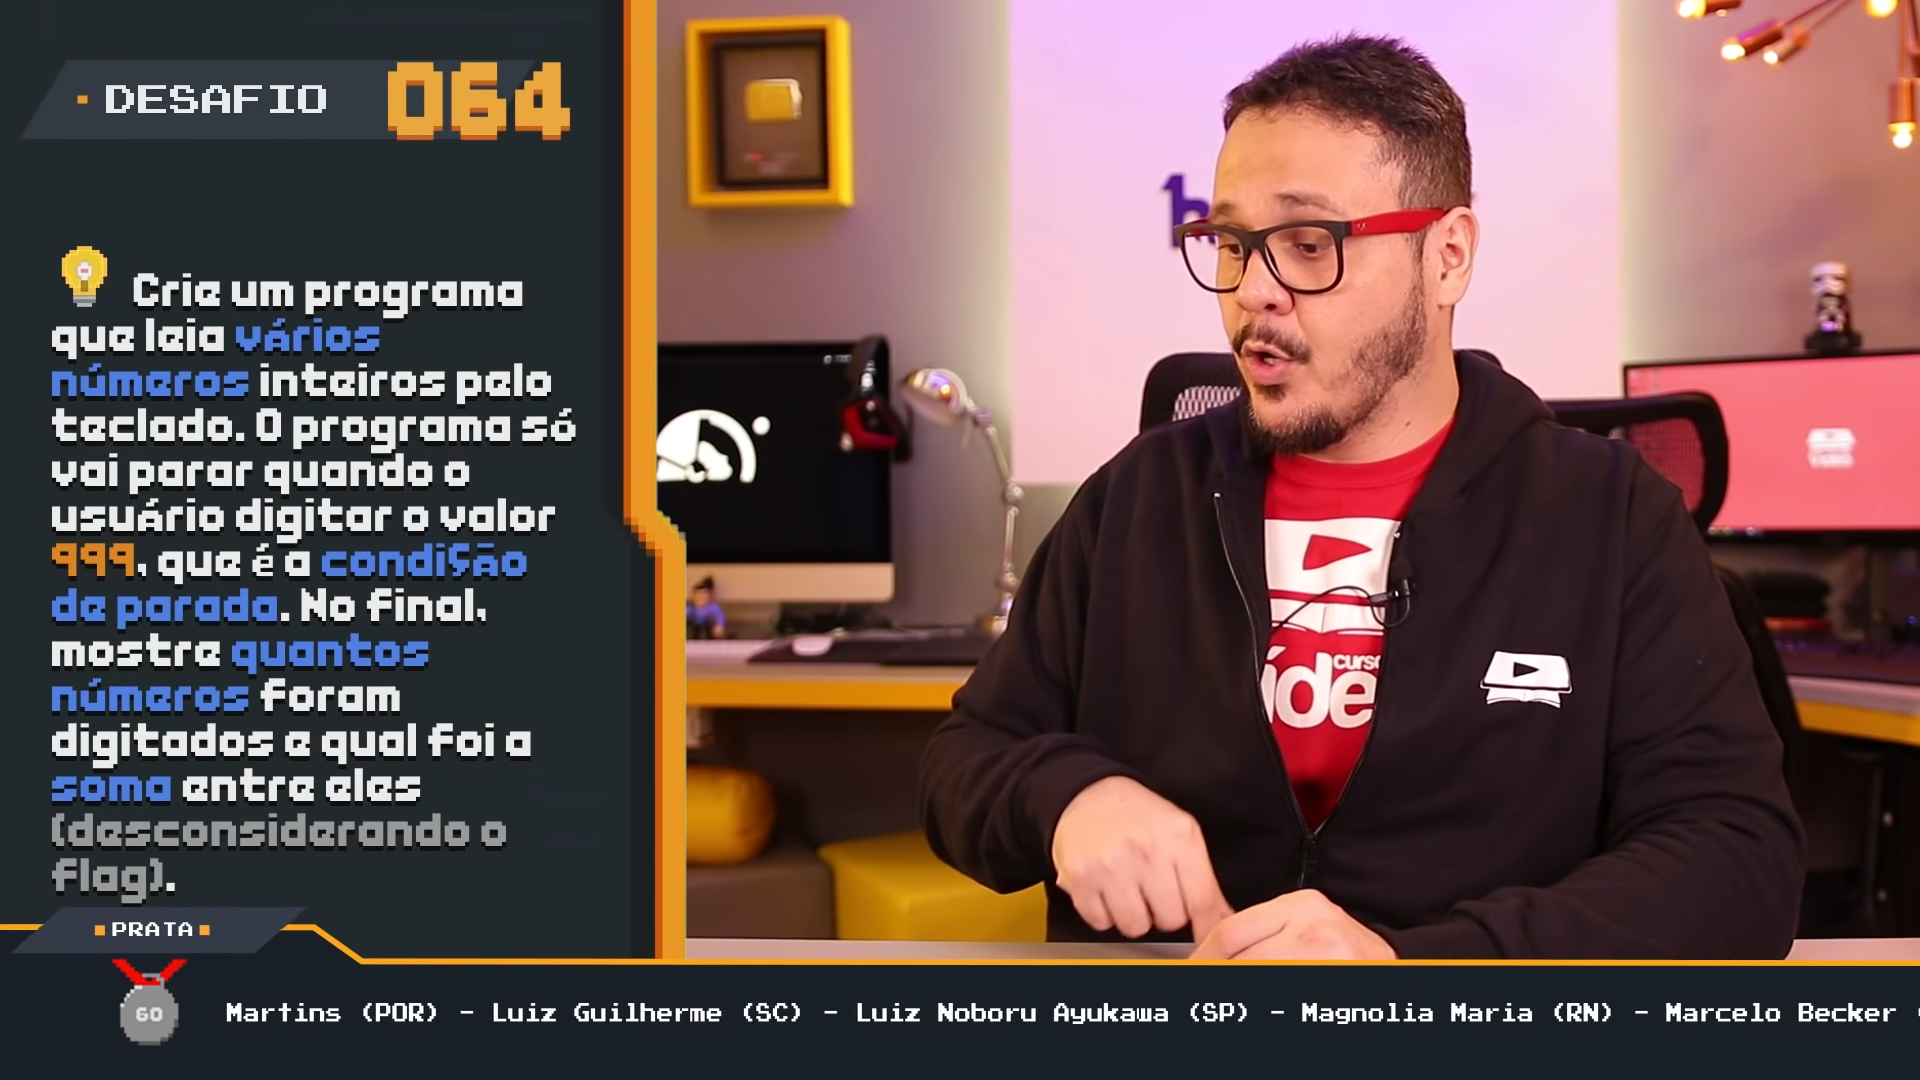 DESAFIO 064
Crie um programa
que leia vários
números inteiros pelo
teclado. O programa só
vai parar quando o
usuário digitar o valor
999, que é a condição
de parada. No final,
mostre quantos
números foram
digitados e qual foi a
soma entre eles
(desconsiderando o
flag).
curso
íde
PRATA
60
Martins (POR) - Luiz Guilherme (SC) - Luiz Noboru Ayukawa (SP) - Magnolia Maria (RN) - Marcelo Becker